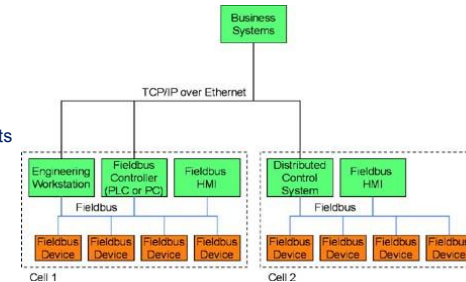 Business
Systems
TCP/IP over Ethernet
ts
Engineering
Workstation
Fieldbus
Controller
(PLC or PC)
Fieldbus
HMI
Distributed
Control
System
Fieldbus
HMI
Fieldbus
Fieldbus
Fieldbus
Device
Fieldbus
Device
Fieldbus
Device
Fieldbus
Device
Fieldbus
Device
Fieldbus
Device
Fieldbus
Device
Fieldbus
Device
Cell 1
Cell 2